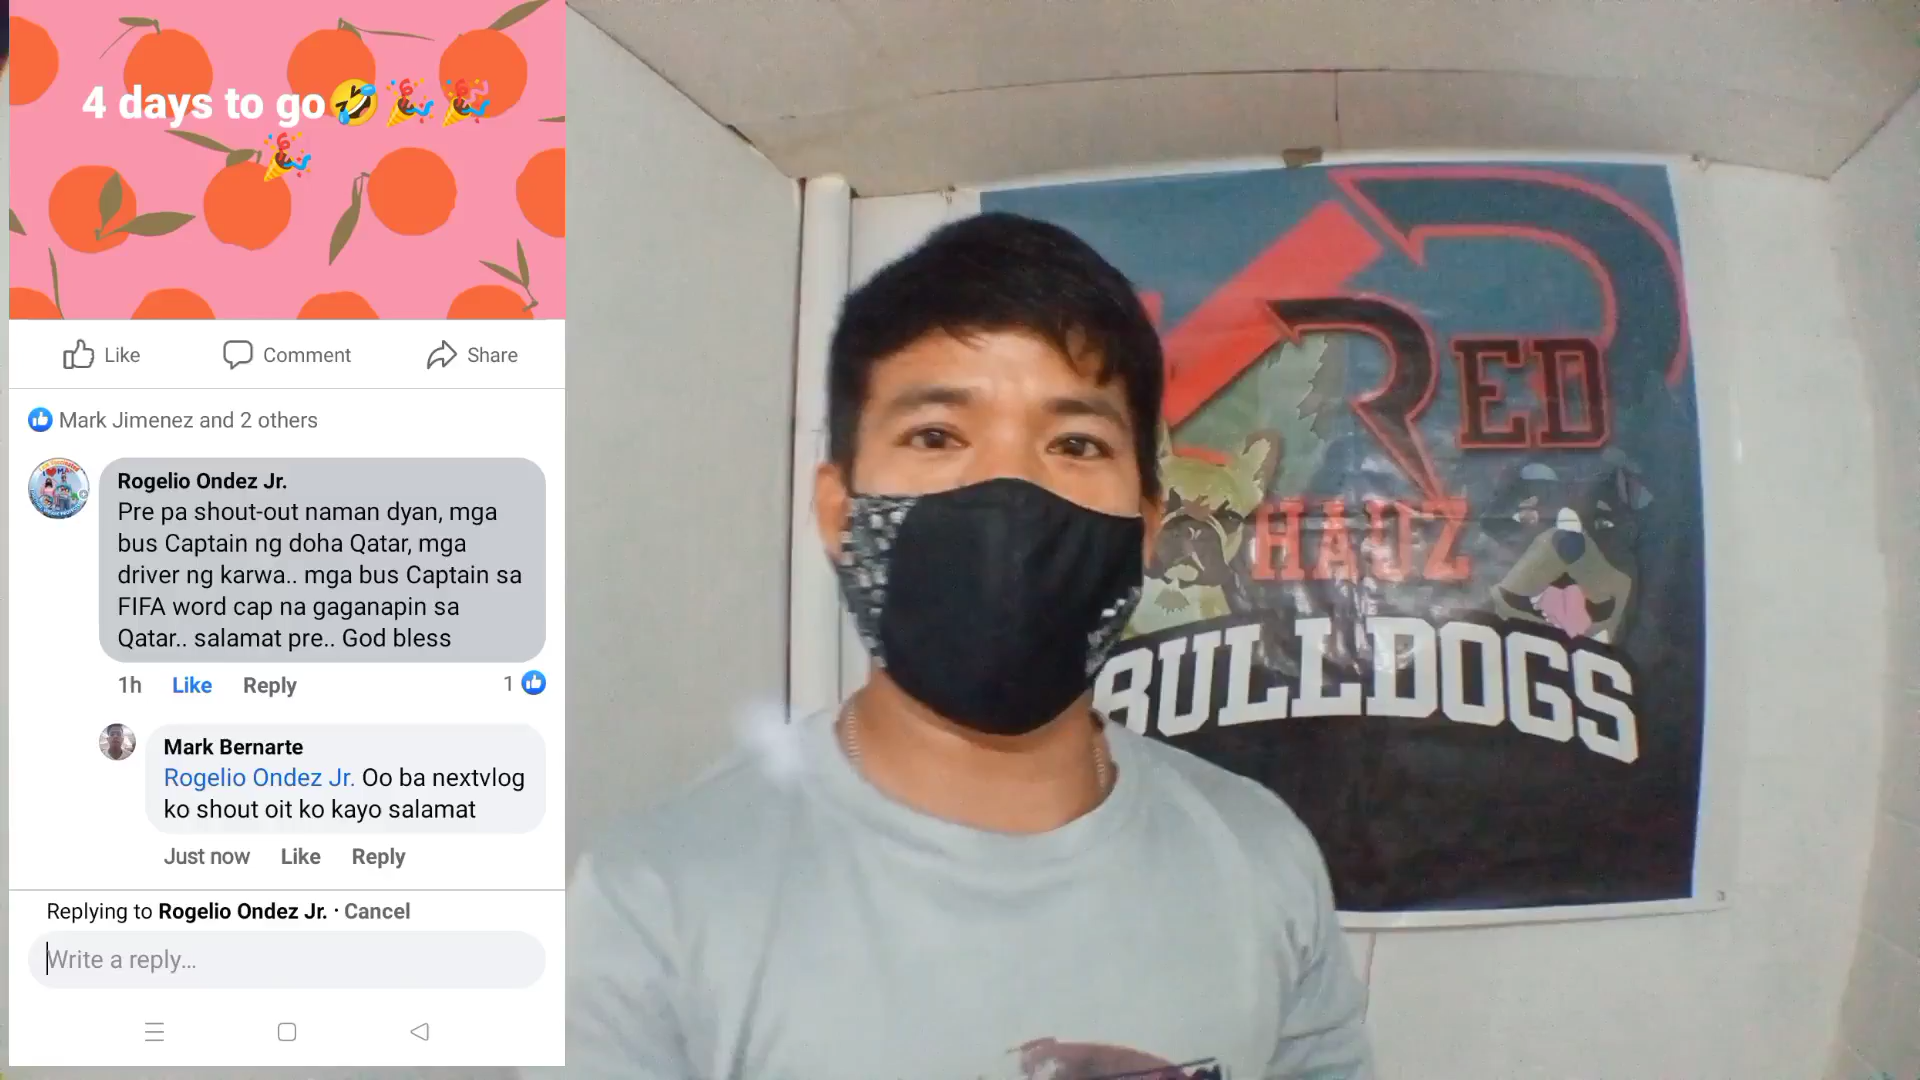 4 days to go🤣🎉🎉
🎉
Like
Comment
Share
Mark Jimenez and 2 others
Rogelio Ondez Jr.
Pre pa shout-out naman dyan, mga
bus Captain ng doha Qatar, mga
driver ng karwa.. mga bus Captain sa
FIFA word cap na gaganapin sa
Qatar.. salamat pre.. God bless
1h Like Reply 1
Mark Bernarte
Rogelio Ondez Jr. Oo ba nextvlog
ko shout oit ko kayo salamat
Just now Like Reply
Replying to Rogelio Ondez Jr. · Cancel
Write a reply...
RED
HAUZ
BULLDOGS